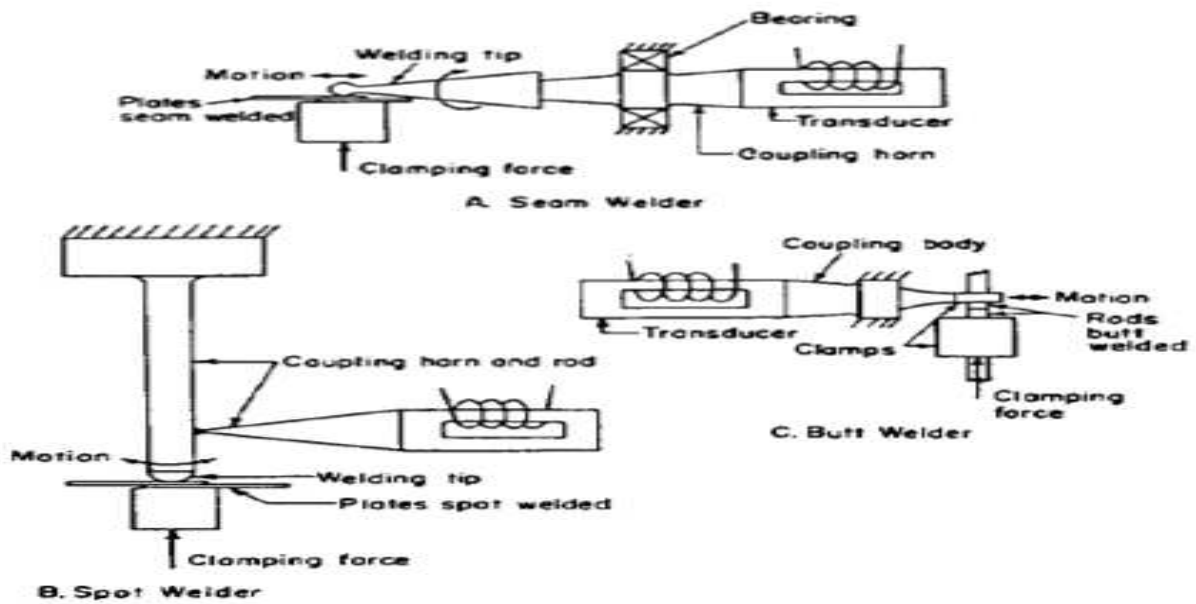 Bearing
Welding tip
Motion
Plates
seam welded
Transducer
Coupling horn
Clamping force
A. Seam Welder
Coupling horn and rod
Motion
Welding tip
Plates spot welded
Clamping force
B. Spot Welder
Coupling body
Motion
Transducer
Rods
butt
welded
Clamps
Clamping
force
C. Butt Welder